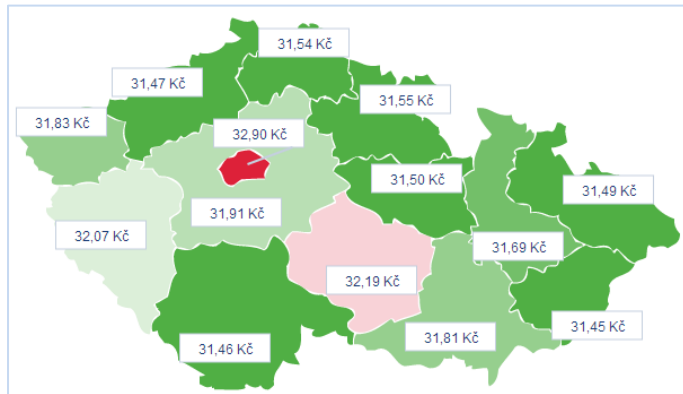 31,54 Kč
31,47 Kč
31,55 Kč
31,83 Kč
32,90 Kč
31,50 Kč
31,49 Kč
31,91 Kč
32,07 Kč
31,69 Kč
32,19 Kč
31,81 Kč
31,45 Kč
31,46 Kč